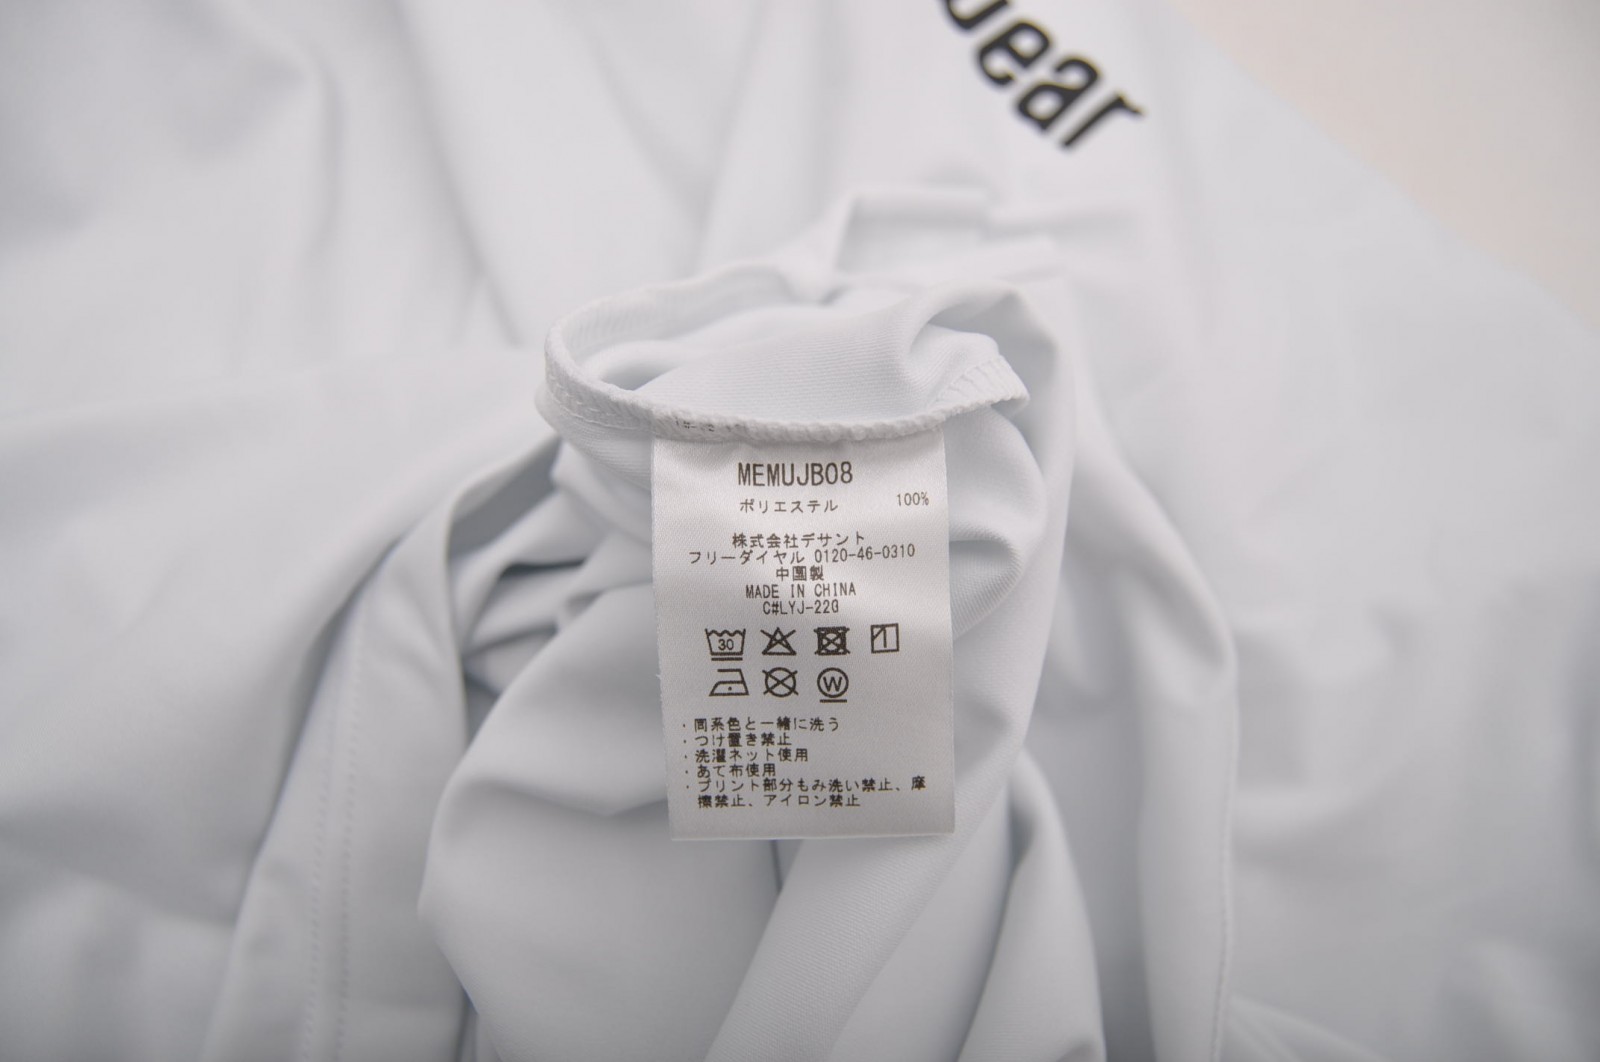 wear
MEMUJB08
ポリエステル 100%
株式会社デサント
フリーダイヤル 0120-46-0310
中国製
MADE IN CHINA
C#LYJ-22G
30
W
・同系色と一緒に洗う
・つけ置き禁止
・洗濯ネット使用
・あて布使用
・プリント部分もみ洗い禁止、摩
擦禁止、アイロン禁止